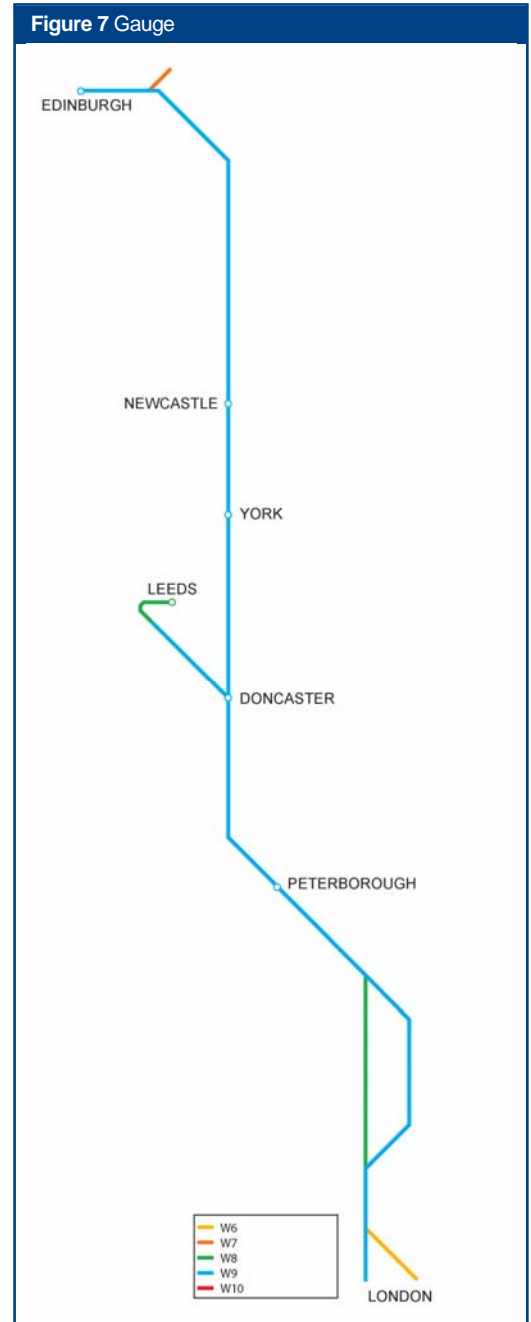 Figure 7 Gauge
EDINBURGH
NEWCASTLE
YORK
LEEDS
DONCASTER
PETERBOROUGH
W6
W7
W8
W9
W10
LONDON